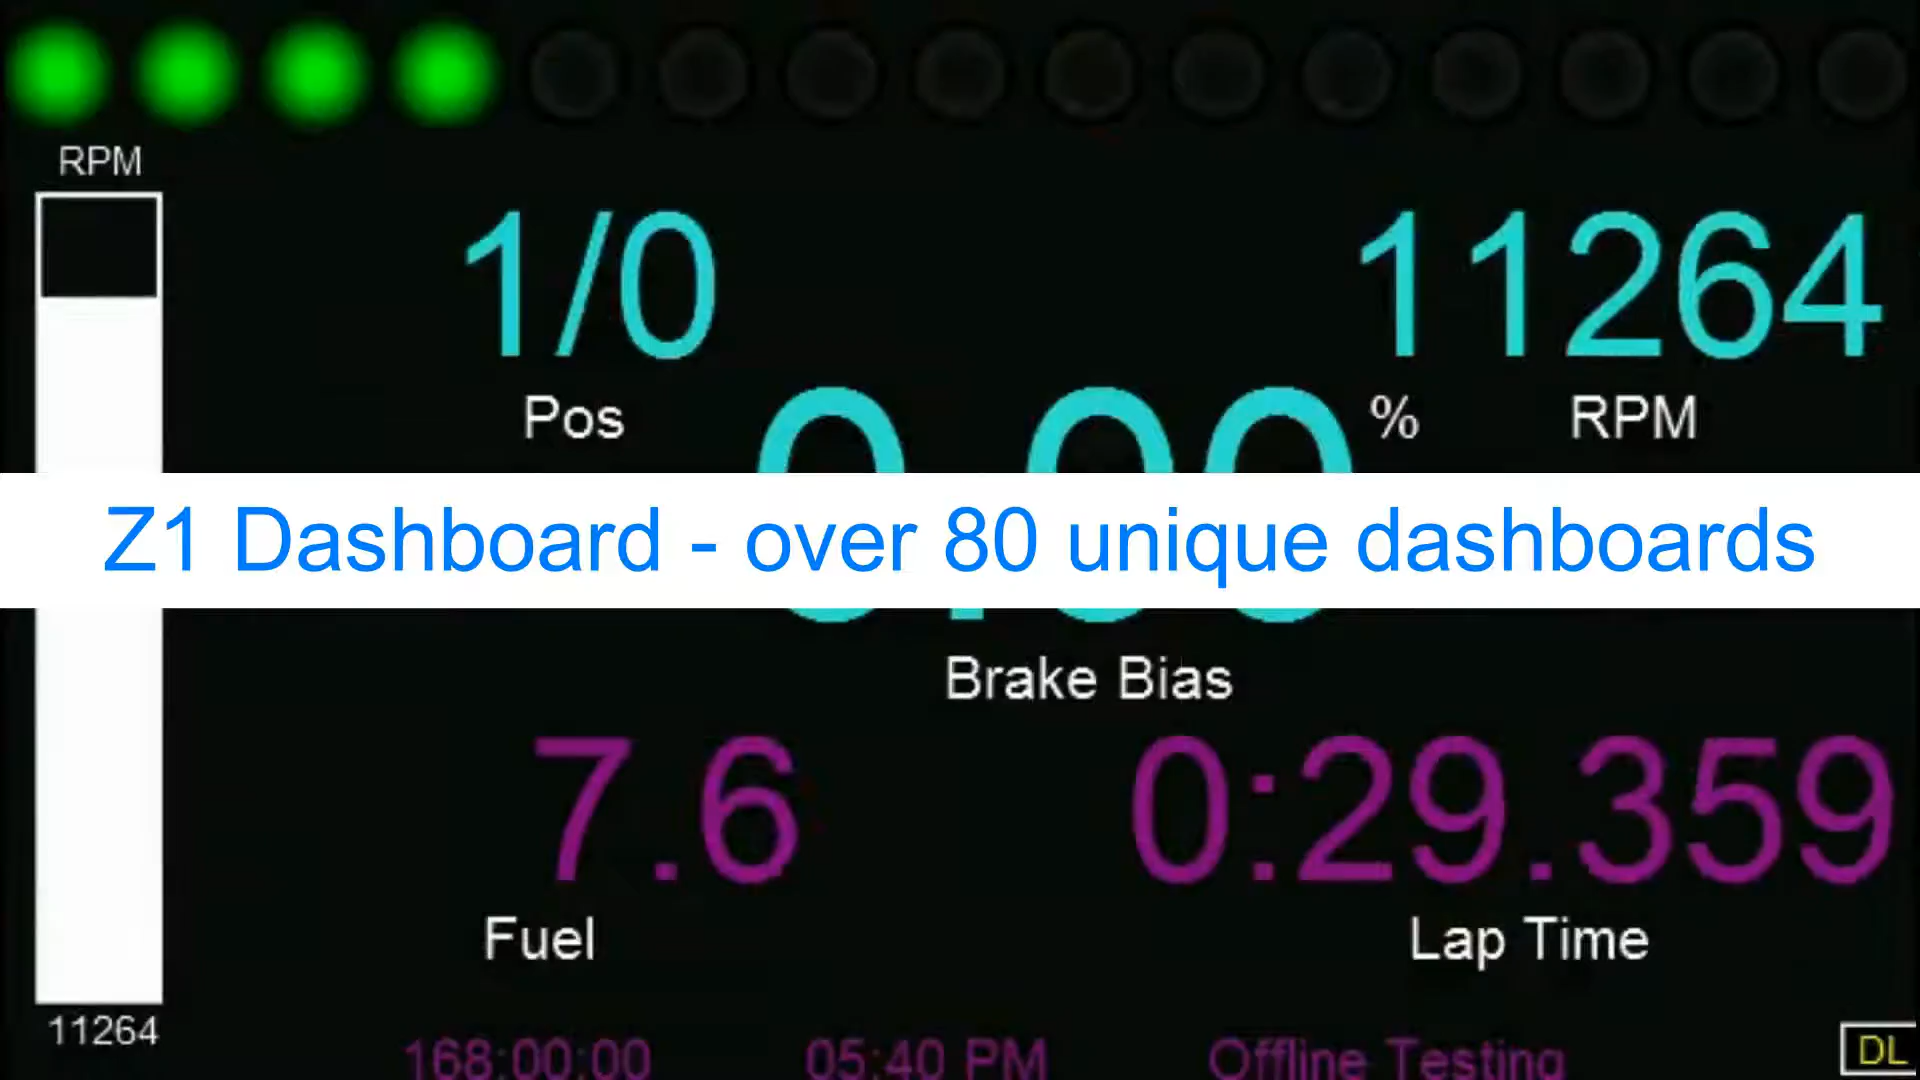 RPM
1/0
11264
Pos
%
RPM
Z1 Dashboard - over 80 unique dashboards
Brake Bias
7.6
0:29.359
Fuel
Lap Time
11264
168:00:00
05:40 PM
Offline Testing
DL